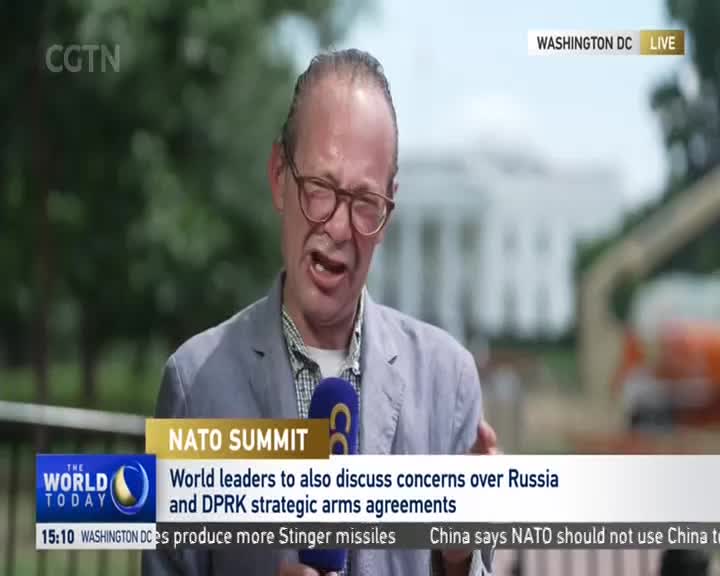 CGTN
WASHINGTON DC LIVE
NATO SUMMIT
World leaders to also discuss concerns over Russia
and DPRK strategic arms agreements
THE
WORLD
TODAY
15:10 WASHINGTON DC
es produce more Stinger missiles China says NATO should not use China